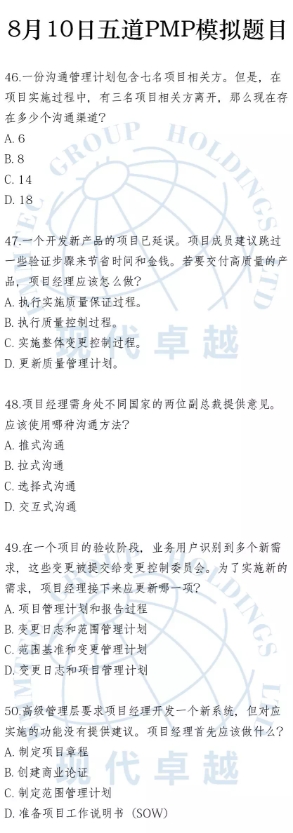 8月10日五道PMP模拟题目
46.一份沟通管理计划包含七名项目相关方。但是，在
项目实施过程中，有三名项目相关方离开，那么现在存
在多少个沟通渠道？
A. 6
B. 8
C. 14
D. 18
47.一个开发新产品的项目已延误。项目成员建议跳过
一些验证步骤来节省时间和金钱。若要交付高质量的产
品，项目经理应该怎么做？
A. 执行实施质量保证过程。
B. 执行质量控制过程。
C. 实施整体变更控制过程。
D. 更新质量管理计划。
48.项目经理需身处不同国家的两位副总裁提供意见。
应该使用哪种沟通方法？
A. 推式沟通
B. 拉式沟通
C. 选择式沟通
D. 交互式沟通
49.在一个项目的验收阶段，业务用户识别到多个新需
求，这些变更被提交给变更控制委员会。为了实施新的
需求，项目经理接下来应更新哪一项？
A. 项目管理计划和报告过程
B. 变更日志和范围管理计划
C. 范围基准和变更管理计划
D. 变更日志和项目管理计划
50.高级管理层要求项目经理开发一个新系统，但对应
实施的功能没有提供建议。项目经理首先应该做什么？
A. 制定项目章程
B. 创建商业论证
C. 制定范围管理计划
D. 准备项目工作说明书（SOW）
GROUP HOLDINGS LTD
现代卓越
GROUP HOLDINGS LTD
现代卓越